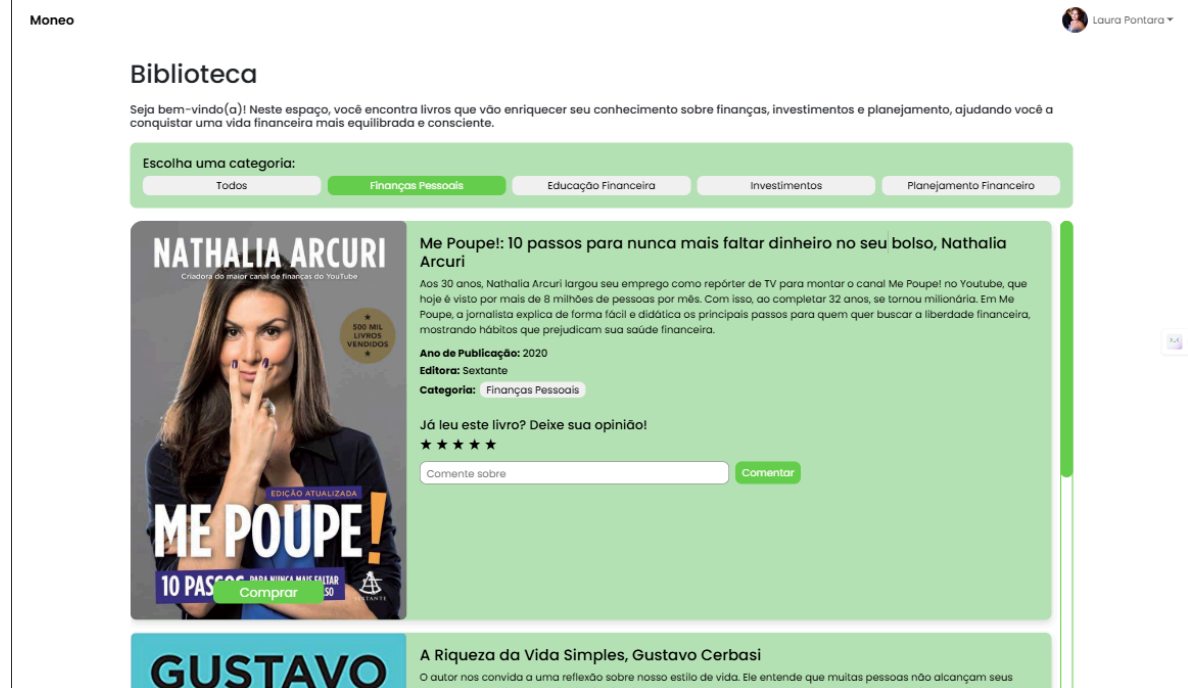 Moneo
Laura Pontara
Biblioteca
Seja bem-vindo(a)! Neste espaço, você encontra livros que vão enriquecer seu conhecimento sobre finanças, investimentos e planejamento, ajudando você a
conquistar uma vida financeira mais equilibrada e consciente.
Escolha uma categoria:
Todos
Finanças Pessoais
Educação Financeira
Investimentos
Planejamento Financeiro
NATHALIA ARCURI
Criadora do maior canal de finanças do YouTube
500 MIL
LIVROS
VENDIDOS
EDIÇÃO ATUALIZADA
ME POUPE!
10 PASSOS PARA NUNCA MAIS FALTAR
SO
SEXTANTE
Comprar
Me Poupe!: 10 passos para nunca mais faltar dinheiro no seu bolso, Nathalia
Arcuri
Aos 30 anos, Nathalia Arcuri largou seu emprego como repórter de TV para montar o canal Me Poupe! no Youtube, que
hoje é visto por mais de 8 milhões de pessoas por mês. Com isso, ao completar 32 anos, se tornou milionária. Em Me
Poupe, a jornalista explica de forma fácil e didática os principais passos para quem quer buscar a liberdade financeira,
mostrando hábitos que prejudicam sua saúde financeira.
Ano de Publicação: 2020
Editora: Sextante
Categoria: Finanças Pessoais
Já leu este livro? Deixe sua opinião!
★ ★ ★ ★ ★
Comente sobre
Comentar
GUSTAVO
A Riqueza da Vida Simples, Gustavo Cerbasi
O autor nos convida a uma reflexão sobre nosso estilo de vida. Ele entende que muitas pessoas não alcançam seus